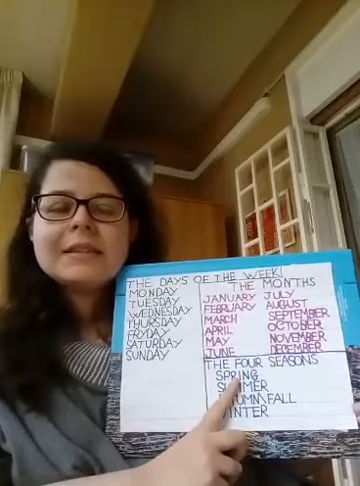 THE DAYS OF THE WEEK!
MONDAY
TUESDAY
WEDNESDAY
THURSDAY
FRYDAY
SATURDAY
SUNDAY
THE MONTHS
JANUARY
FEBRUARY
MARCH
APRIL
MAY
JUNE
JULY
AUGUST
SEPTEMBER
OCTOBER
NOVEMBER
DECEMBER
THE FOUR SEASONS
SPRING
SUMMER
FALL
WINTER